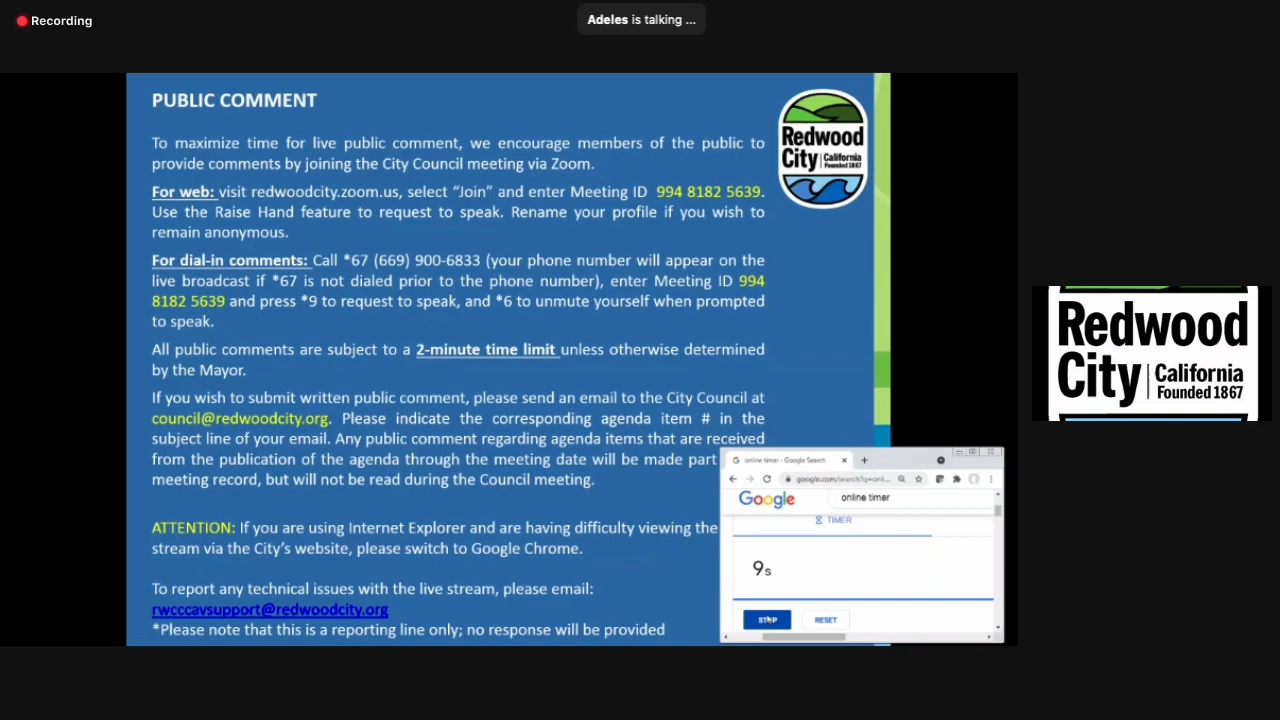 Recording
Adeles is talking ...
PUBLIC COMMENT
To maximize time for live public comment, we encourage members of the public to
provide comments by joining the City Council meeting via Zoom.
For web: visit redwoodcity.zoom.us, select “Join” and enter Meeting ID 994 8182 5639.
Use the Raise Hand feature to request to speak. Rename your profile if you wish to
remain anonymous.
For dial-in comments: Call *67 (669) 900-6833 (your phone number will appear on the
live broadcast if *67 is not dialed prior to the phone number), enter Meeting ID 994
8182 5639 and press *9 to request to speak, and *6 to unmute yourself when prompted
to speak.
All public comments are subject to a 2-minute time limit unless otherwise determined
by the Mayor.
If you wish to submit written public comment, please send an email to the City Council at
council@redwoodcity.org. Please indicate the corresponding agenda item # in the
subject line of your email. Any public comment regarding agenda items that are received
from the publication of the agenda through the meeting date will be made part
meeting record, but will not be read during the Council meeting.
ATTENTION: If you are using Internet Explorer and are having difficulty viewing the
stream via the City’s website, please switch to Google Chrome.
To report any technical issues with the live stream, please email:
rwcccavsupport@redwoodcity.org
*Please note that this is a reporting line only; no response will be provided
Redwood
City
California
Founded 1867
online timer - Google Search
google.com/search?q=onli...
Google
online timer
TIMER
9s
STOP
RESET
Redwood
City
California
Founded 1867